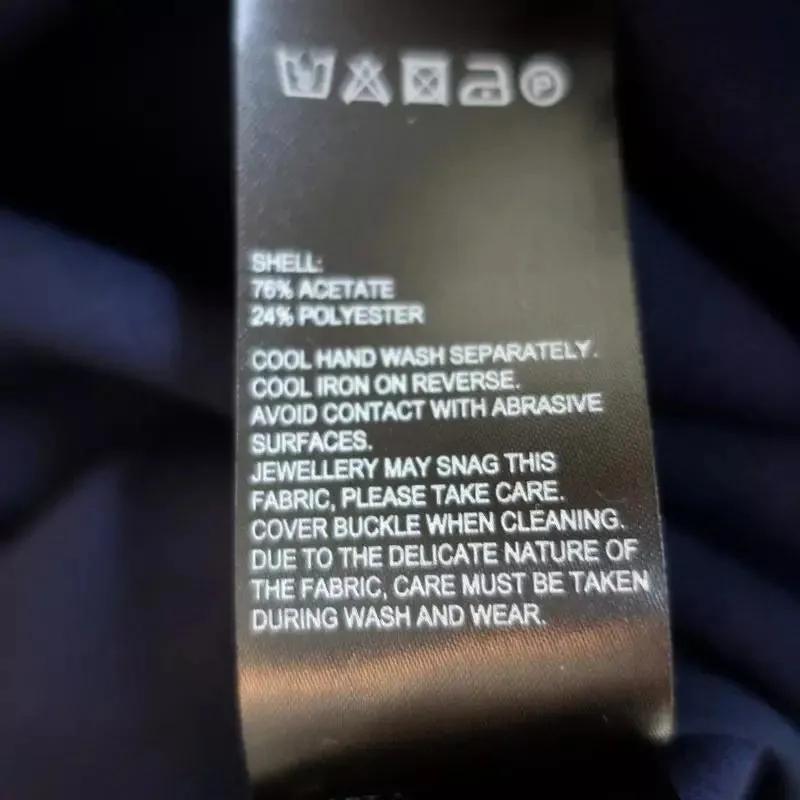 P
SHELL:
76% ACETATE
24% POLYESTER
COOL HAND WASH SEPARATELY.
COOL IRON ON REVERSE.
AVOID CONTACT WITH ABRASIVE
SURFACES.
JEWELLERY MAY SNAG THIS
FABRIC, PLEASE TAKE CARE.
COVER BUCKLE WHEN CLEANING.
DUE TO THE DELICATE NATURE OF
THE FABRIC, CARE MUST BE TAKEN
DURING WASH AND WEAR.